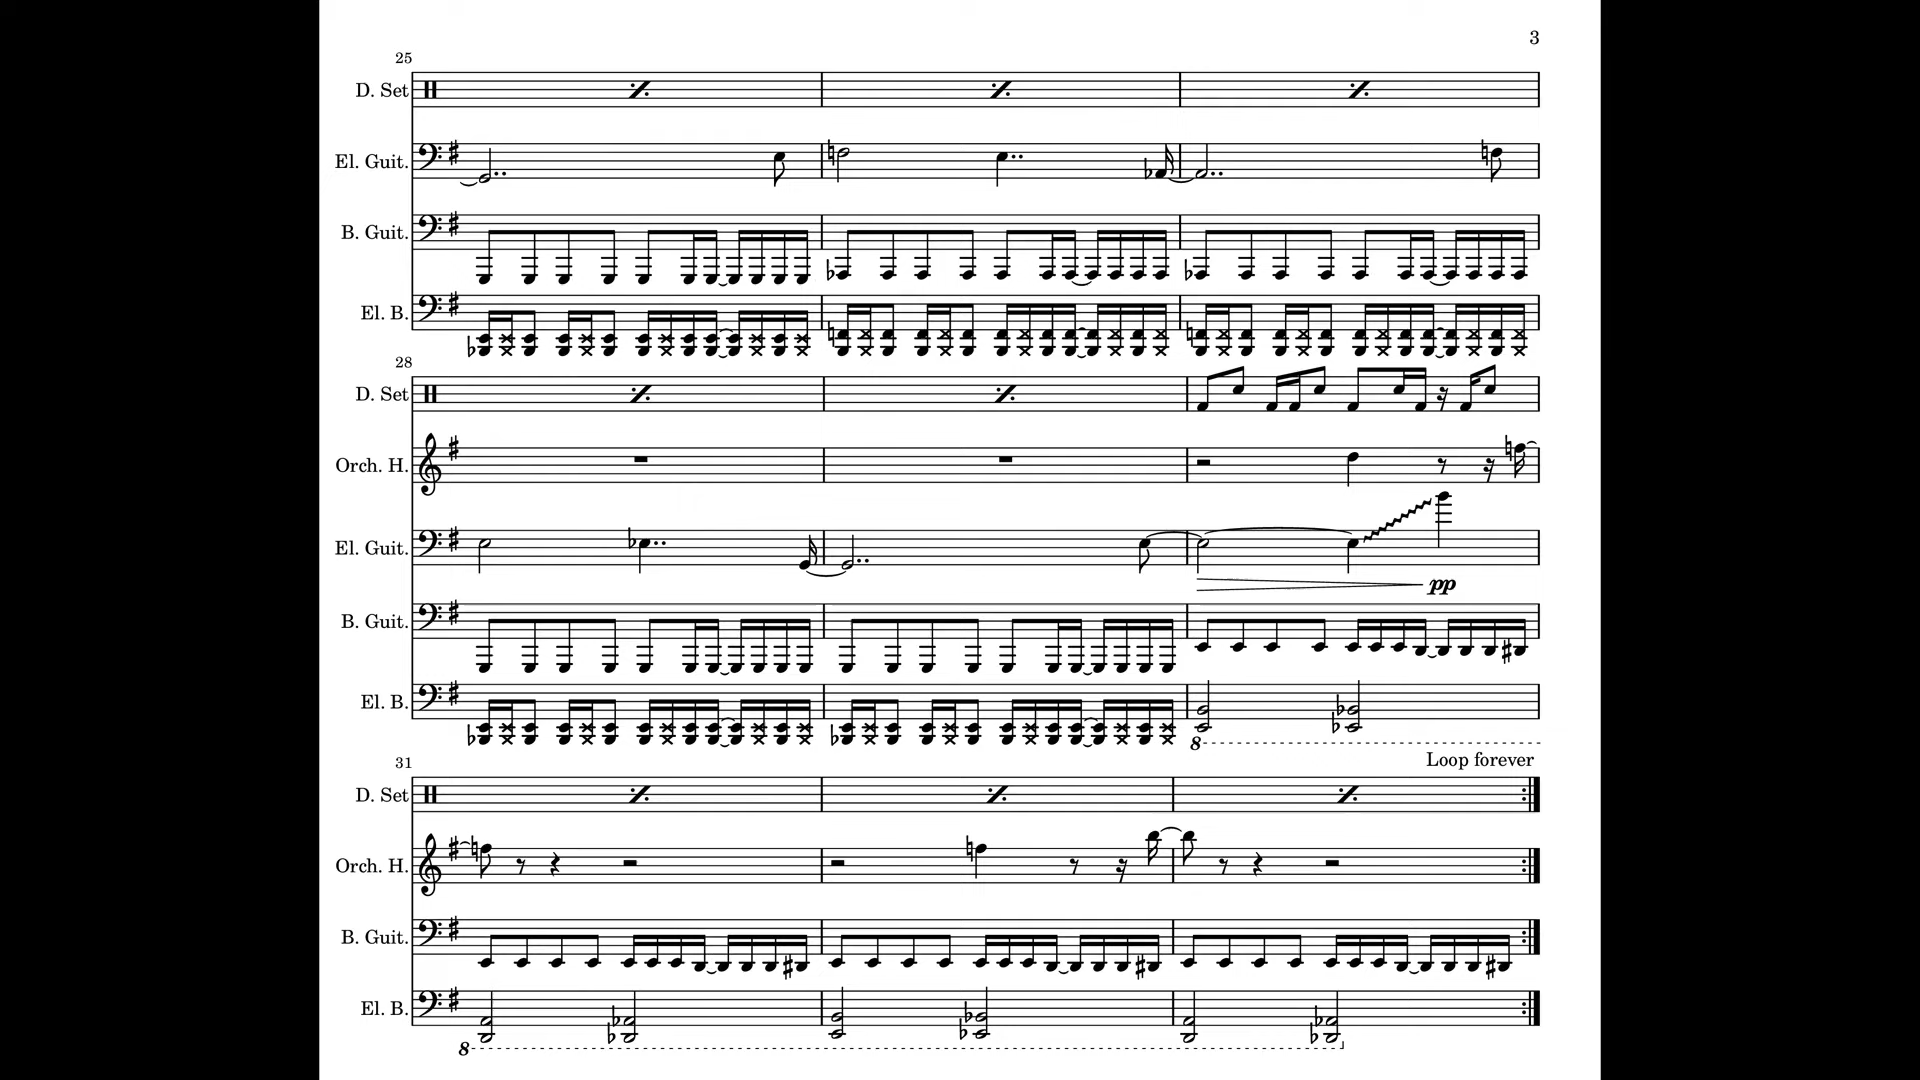 3
25
D. Set
El. Guit.
B. Guit.
El. B.
28
D. Set
Orch. H.
El. Guit.
pp
B. Guit.
El. B.
8
31
Loop forever
D. Set
Orch. H.
B. Guit.
El. B.
8